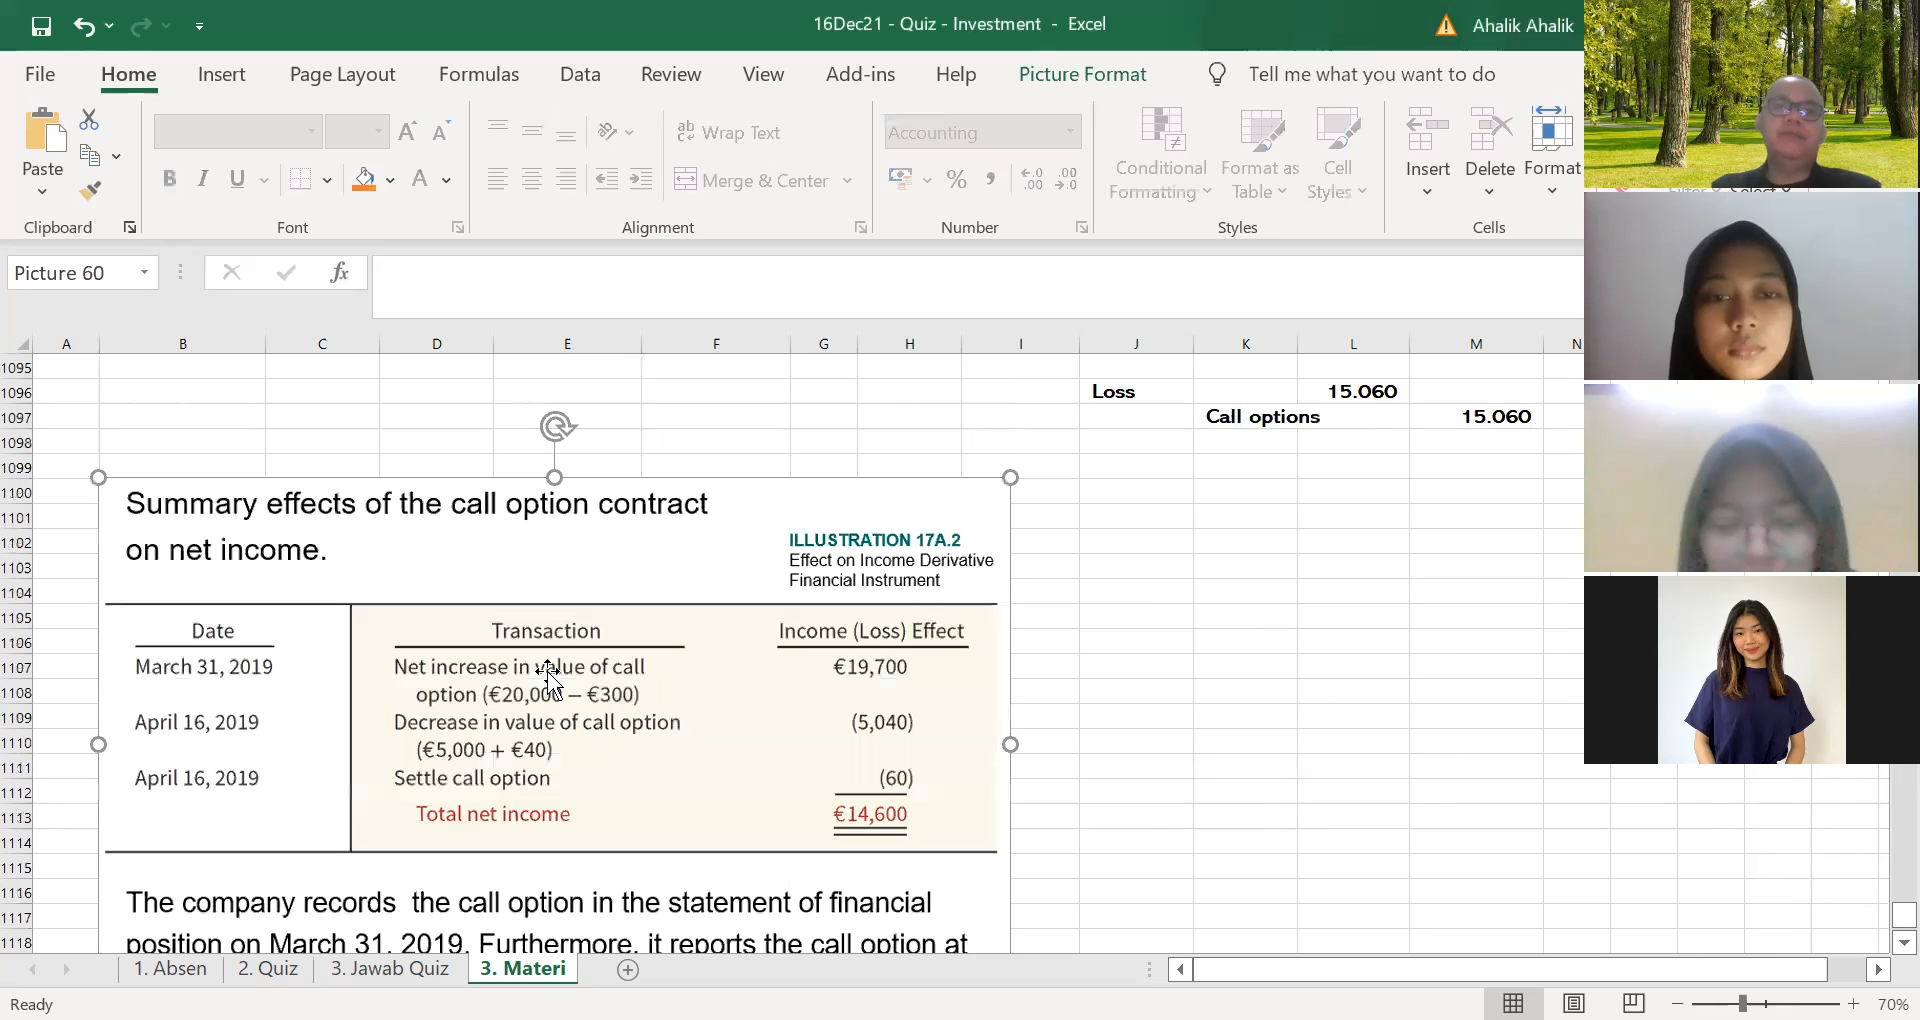 16Dec21 - Quiz - Investment - Excel
Ahalik Ahalik
File Home Insert Page Layout Formulas Data Review View Add-ins Help Picture Format Tell me what you want to do
Paste
Clipboard
B I U
A
Font
ab Wrap Text
Merge & Center
Alignment
Accounting
%
Number
Conditional Formatting
Format as Table
Cell Styles
Styles
Insert Delete Format
Cells
Picture 60
fx
A B C D E F G H I J K L M N
1095
1096 Loss 15.060
1097 Call options 15.060
1098
1099
1100
1101
1102
1103
1104
1105
1106
1107
1108
1109
1110
1111
1112
1113
1114
1115
1116
1117
1118
Summary effects of the call option contract
on net income.
ILLUSTRATION 17A.2
Effect on Income Derivative
Financial Instrument
Date Transaction Income (Loss) Effect
March 31, 2019 Net increase in value of call €19,700
option (€20,000 – €300)
April 16, 2019 Decrease in value of call option (5,040)
(€5,000 + €40)
April 16, 2019 Settle call option (60)
Total net income €14,600
The company records the call option in the statement of financial
position on March 31, 2019. Furthermore, it reports the call option at
1. Absen 2. Quiz 3. Jawab Quiz 3. Materi
Ready
70%